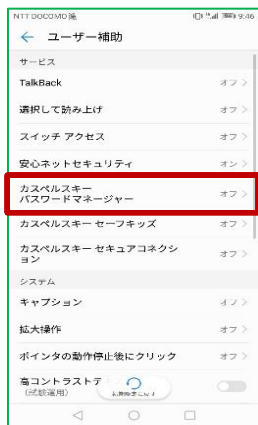 NTT DOCOMO 9:46
← ユーザー補助
サービス
TalkBack オフ
選択して読み上げ オフ
スイッチ アクセス オフ
安心ネットセキュリティ オン
カスペルスキー
パスワードマネージャー オフ
カスペルスキー セーフキッズ オフ
カスペルスキー セキュアコネクシ
ョン オフ
システム
キャプション オフ
拡大操作 オフ
ポインタの動作停止後にクリック オフ
高コントラストテ
(試験運用)